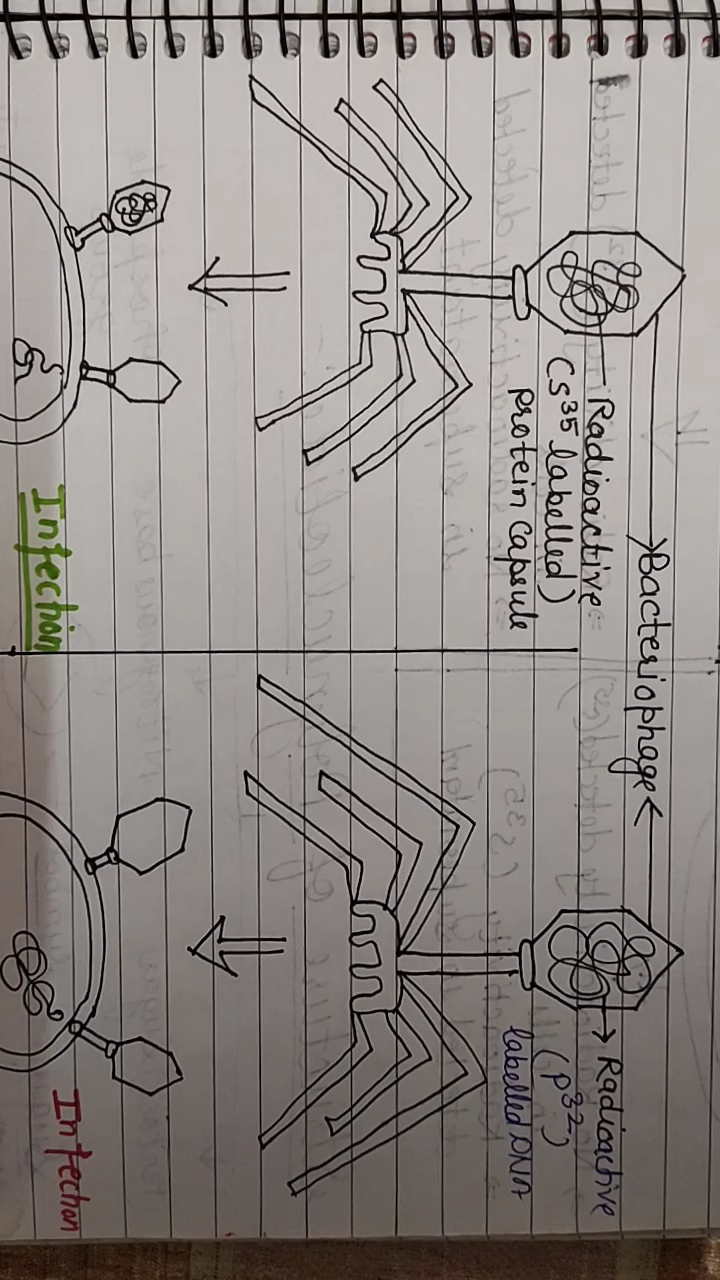 Bacteriophage
Radioactive
(S³⁵ labelled)
protein capsule
Radioactive
(P³²)
labelled DNA
Infection
Infection